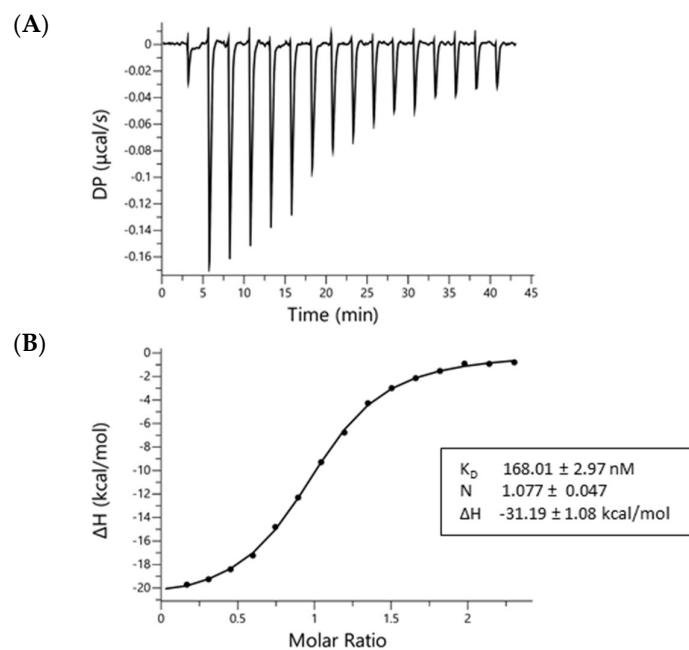 (A)
0
-0.02
-0.04
-0.06
-0.08
-0.1
-0.12
-0.14
-0.16
DP (µcal/s)
0 5 10 15 20 25 30 35 40 45
Time (min)
(B)
0
-2
-4
-6
-8
-10
-12
-14
-16
-18
-20
ΔH (kcal/mol)
0 0.5 1 1.5 2
Molar Ratio
K_D 168.01 ± 2.97 nM
N 1.077 ± 0.047
ΔH -31.19 ± 1.08 kcal/mol